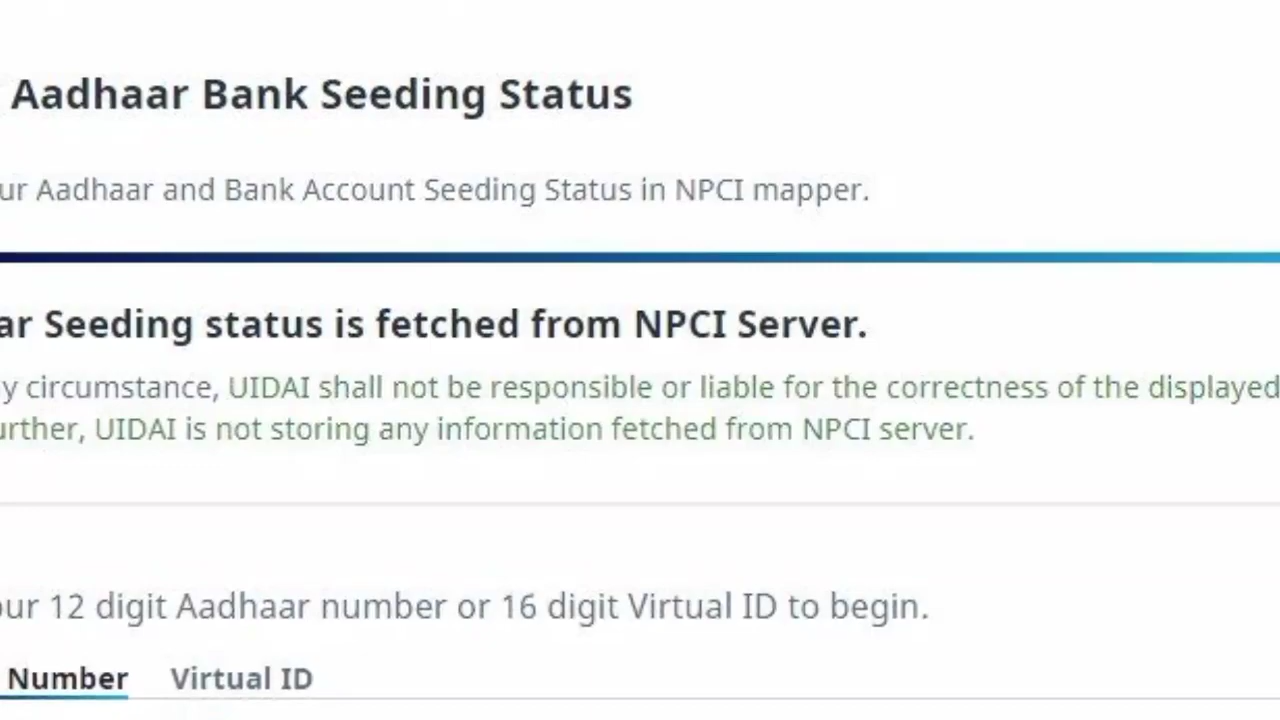 Aadhaar Bank Seeding Status
ur Aadhaar and Bank Account Seeding Status in NPCI mapper.
ar Seeding status is fetched from NPCI Server.
y circumstance, UIDAI shall not be responsible or liable for the correctness of the displayed
urther, UIDAI is not storing any information fetched from NPCI server.
our 12 digit Aadhaar number or 16 digit Virtual ID to begin.
Number Virtual ID